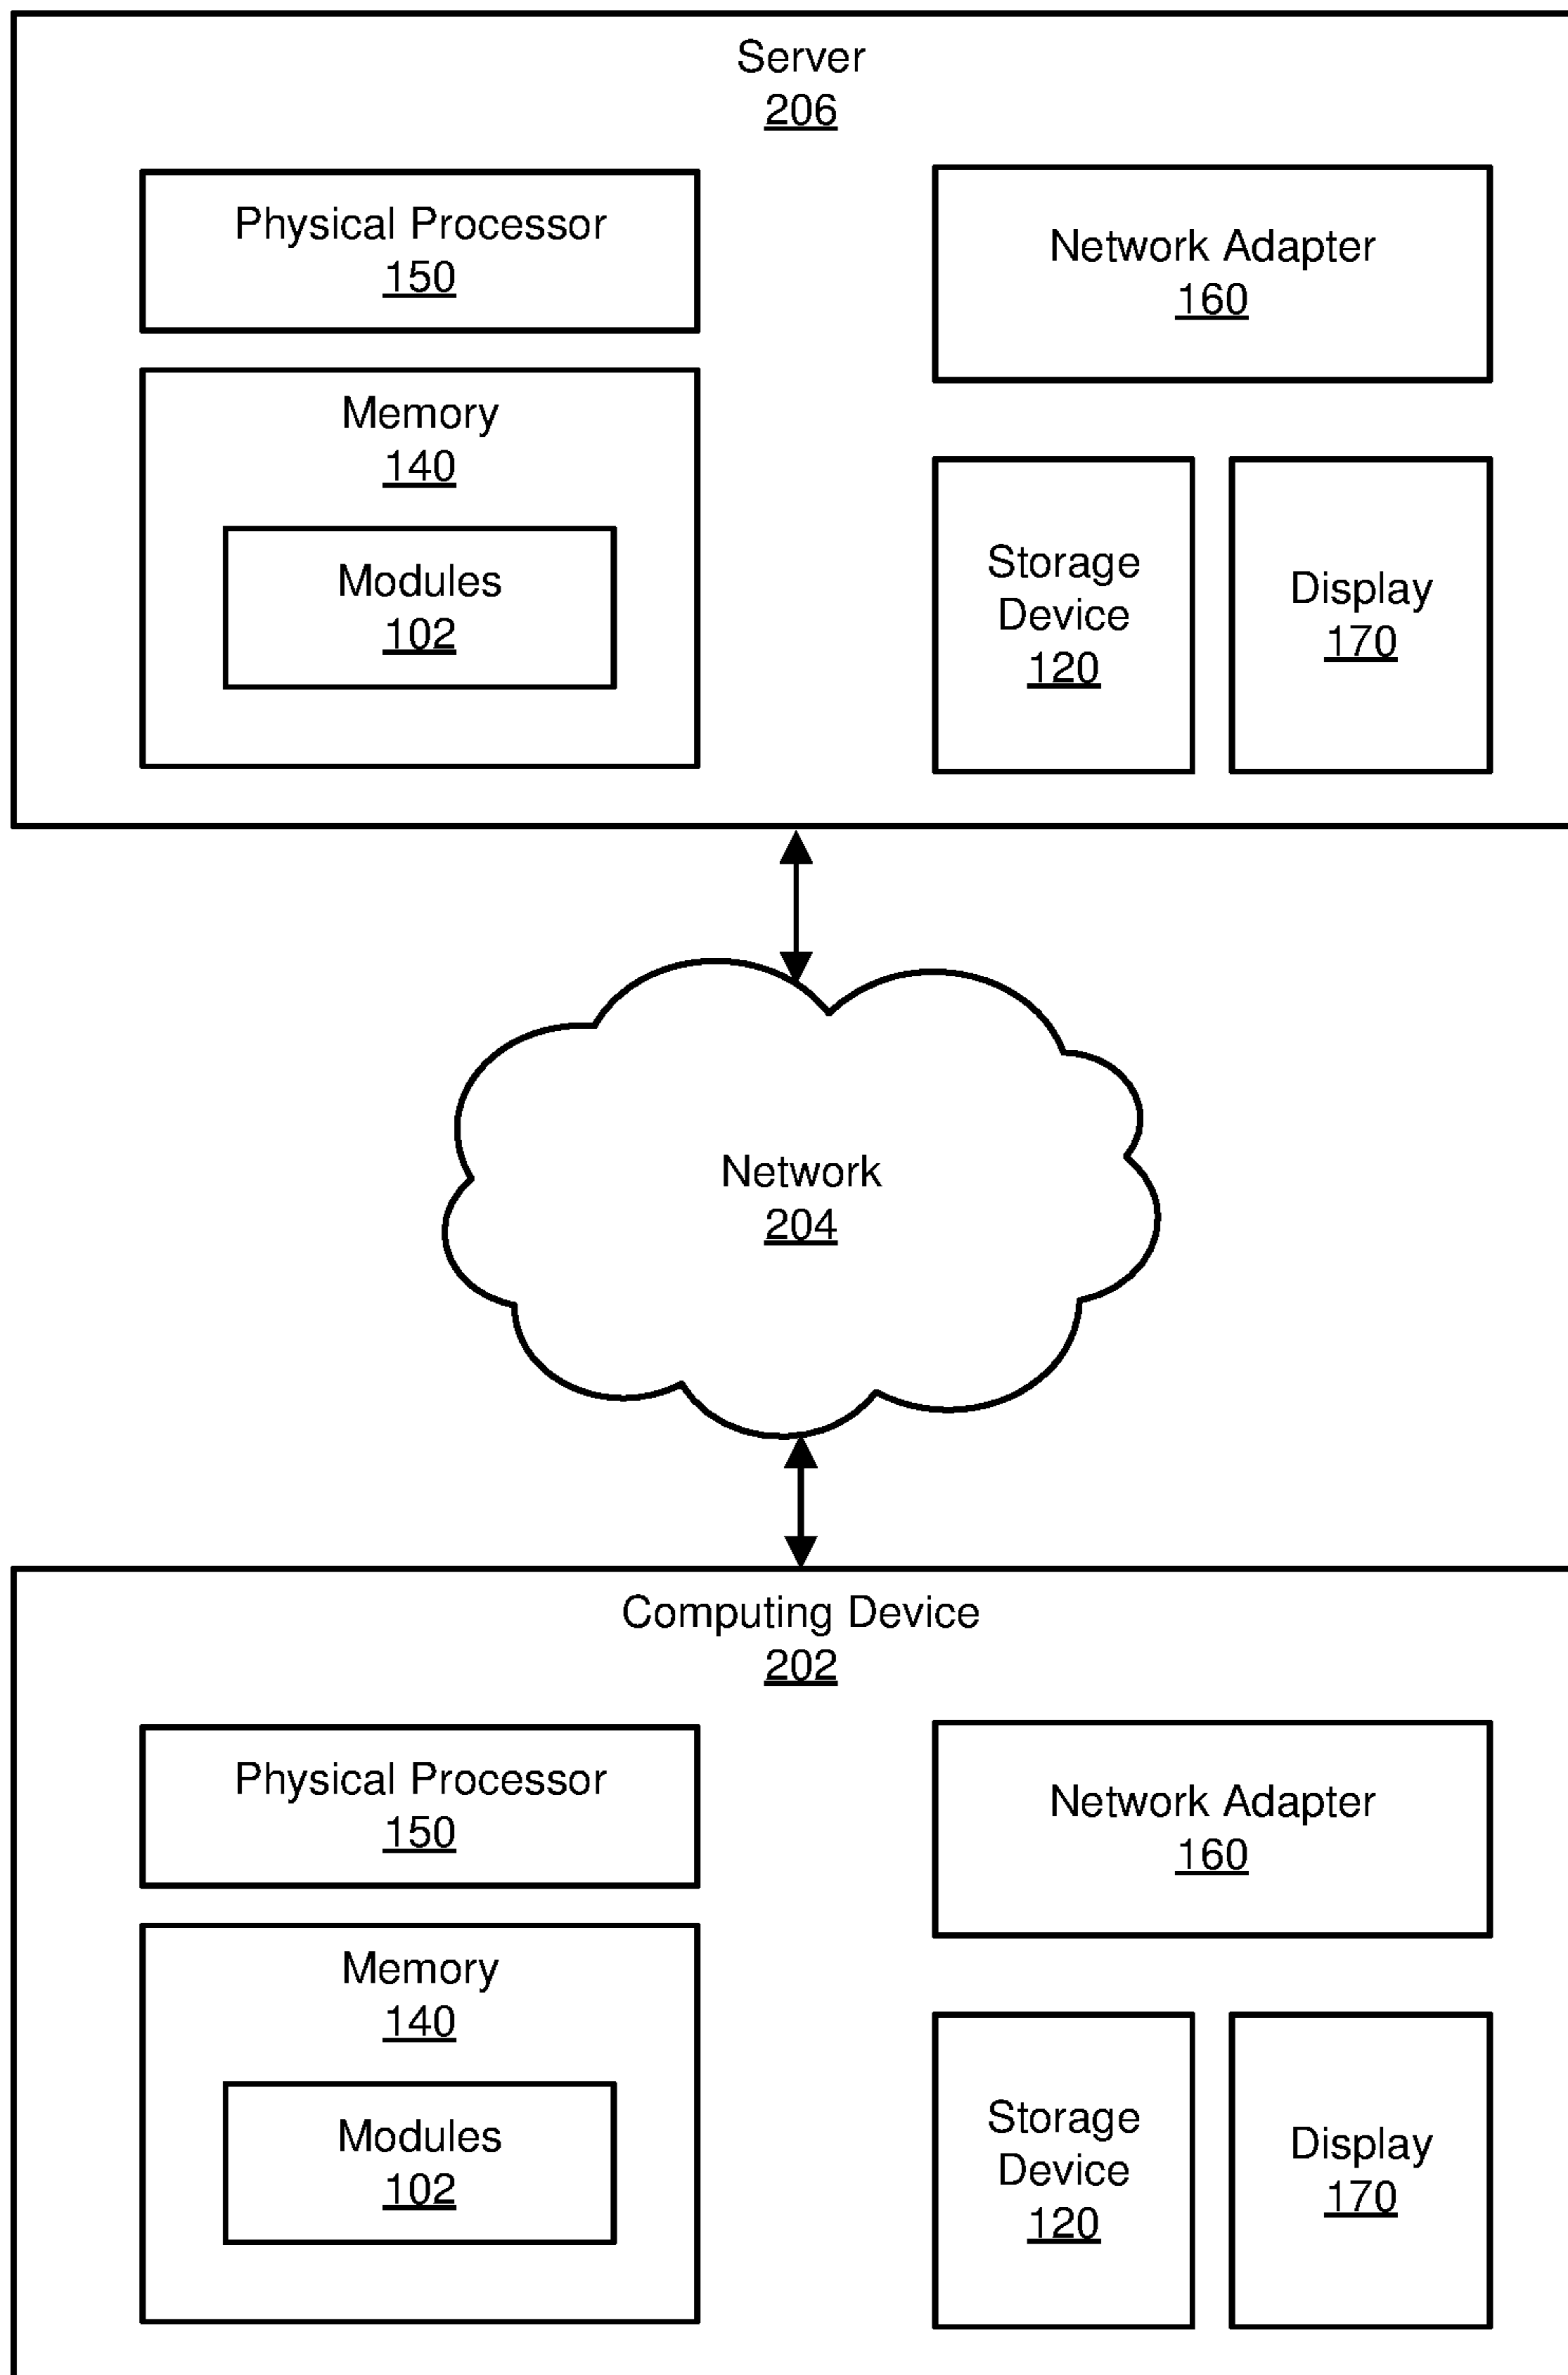 Server
206
Physical Processor
150
Network Adapter
160
Memory
140
Modules
102
Storage
Device
120
Display
170
Network
204
Computing Device
202
Physical Processor
150
Network Adapter
160
Memory
140
Modules
102
Storage
Device
120
Display
170